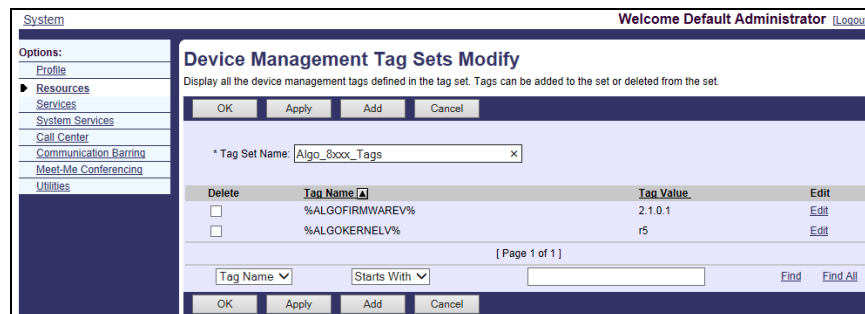 System
Welcome Default Administrator [Logout
Options:
Profile
Resources
Services
System Services
Call Center
Communication Barring
Meet-Me Conferencing
Utilities
Device Management Tag Sets Modify
Display all the device management tags defined in the tag set. Tags can be added to the set or deleted from the set.
OK Apply Add Cancel
* Tag Set Name: Algo_8xxx_Tags ×
Delete Tag Name Tag Value Edit
%ALGOFIRMWAREV% 2.1.0.1 Edit
%ALGOKERNELV% r5 Edit
[ Page 1 of 1 ]
Tag Name Starts With Find Find All
OK Apply Add Cancel